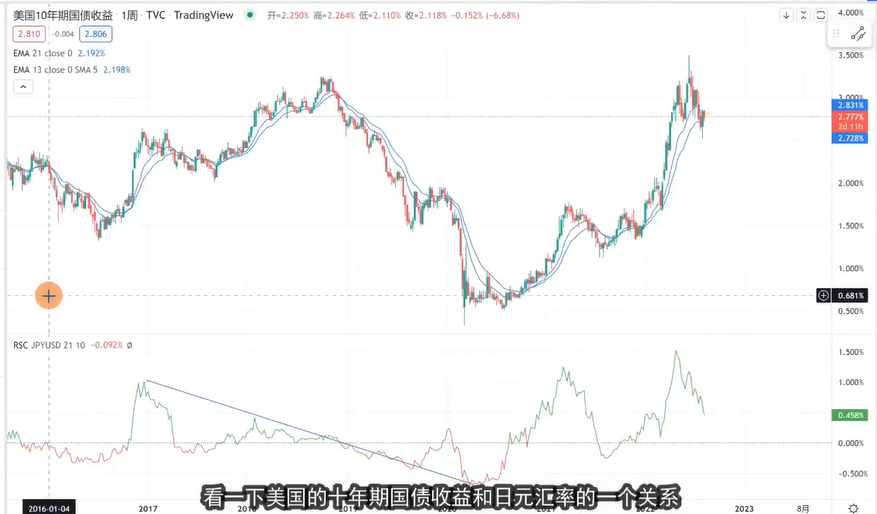 美国10年期国债收益 · 1周 · TVC · TradingView 开=2.250% 高=2.264% 低=2.110% 收=2.118% −0.152% (−6.68%)
2.810 -0.004 2.806
EMA 21 close 0 2.192%
EMA 13 close 0 SMA 5 2.198%
4.000%
3.500%
3.000%
2.831%
2.777%
2d 11h
2.728%
2.000%
1.500%
1.000%
0.681%
0.500%
RSC JPYUSD 21 10 −0.092% Ø
1.500%
1.000%
0.458%
0.000%
−0.500%
看一下美国的十年期国债收益和日元汇率的一个关系
2016-01-04 2017 2018 2019 2020 2021 2022 2023 8月